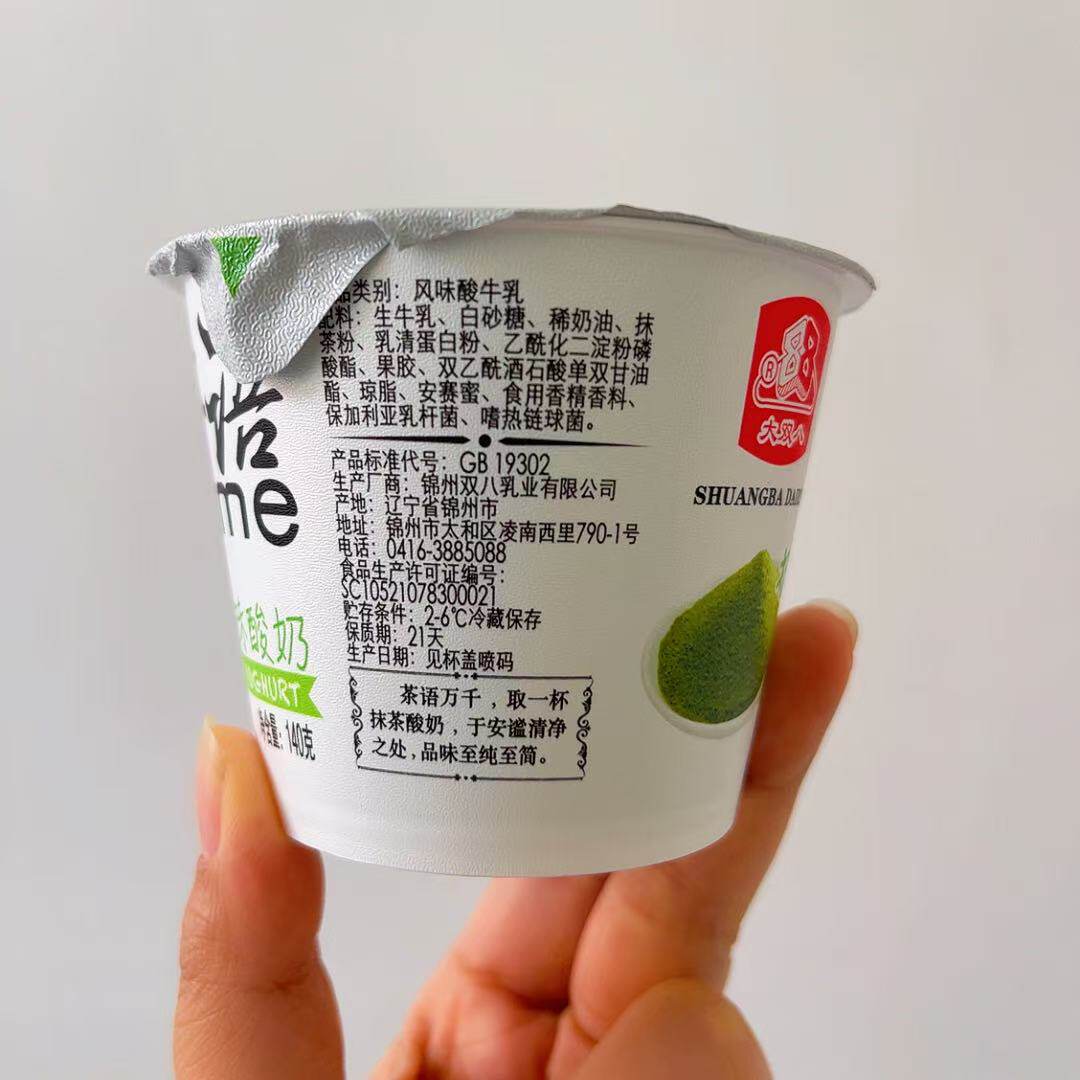 品类别：风味酸牛乳
配料：生牛乳、白砂糖、稀奶油、抹
茶粉、乳清蛋白粉、乙酰化二淀粉磷
酸酯、果胶、双乙酰酒石酸单双甘油
酯、琼脂、安赛蜜、食用香精香料、
保加利亚乳杆菌、嗜热链球菌。
产品标准代号：GB 19302
生产厂商：锦州双八乳业有限公司
产地：辽宁省锦州市
地址：锦州市太和区凌南西里790-1号
电话：0416-3885088
食品生产许可证编号：
SC10521078300021
贮存条件：2-6℃冷藏保存
保质期：21天
生产日期：见杯盖喷码
茶语万千，取一杯
抹茶酸奶，于安谧清净
之处，品味至纯至简。
焙
me
酸奶
YOGHURT
净含量：140克
®
大双八
SHUANGBA